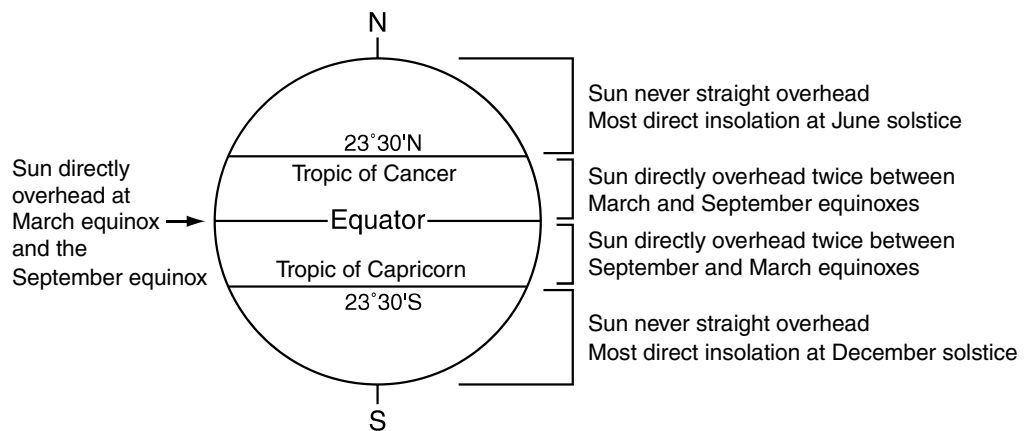 N
Sun never straight overhead
Most direct insolation at June solstice
23˚30'N
Tropic of Cancer
Sun directly
overhead at
March equinox
and the
September equinox
Sun directly overhead twice between
March and September equinoxes
Equator
Sun directly overhead twice between
September and March equinoxes
Tropic of Capricorn
23˚30'S
Sun never straight overhead
Most direct insolation at December solstice
S